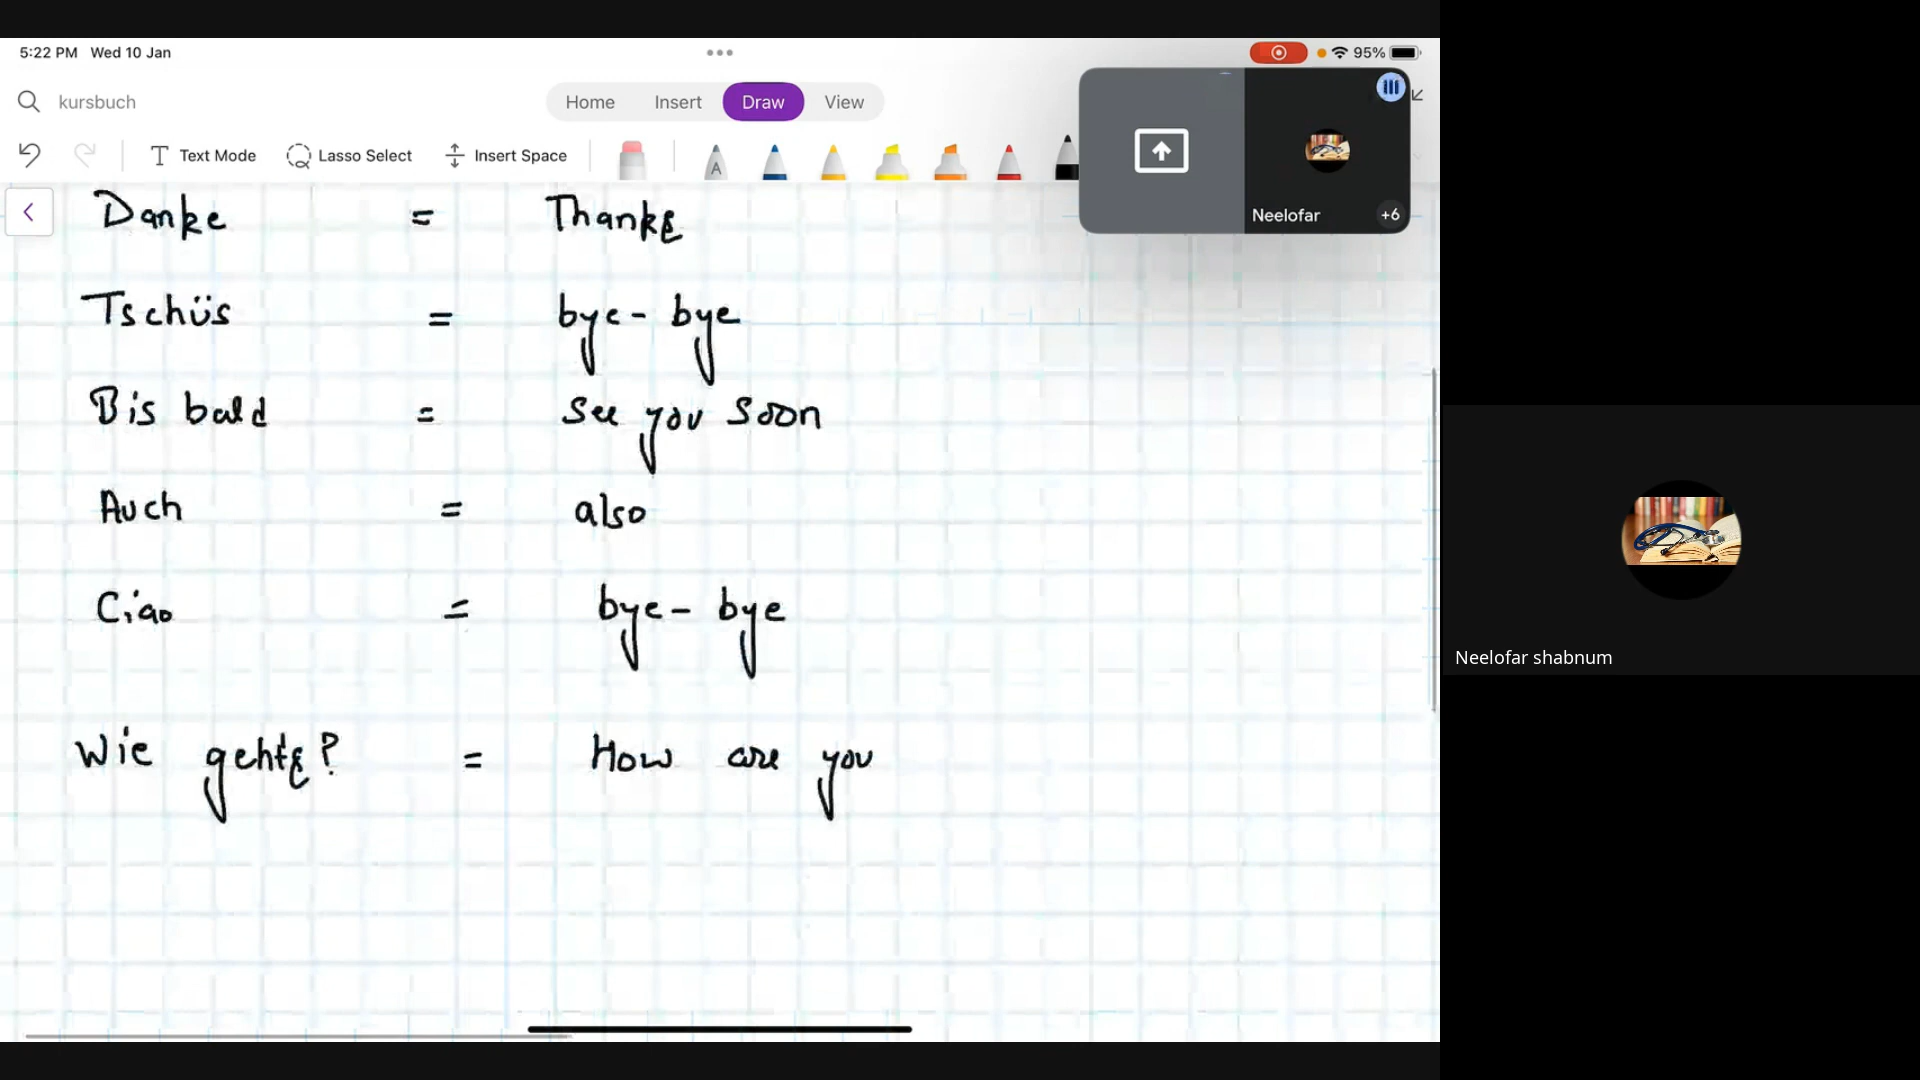 5:22 PM Wed 10 Jan
95%
kursbuch
Home Insert Draw View
Text Mode Lasso Select Insert Space
A
Neelofar +6
Danke = Thanks
Tschüs = bye-bye
Bis bald = See you soon
Auch = also
Ciao = bye-bye
Wie gehts? = How are you
Neelofar shabnum